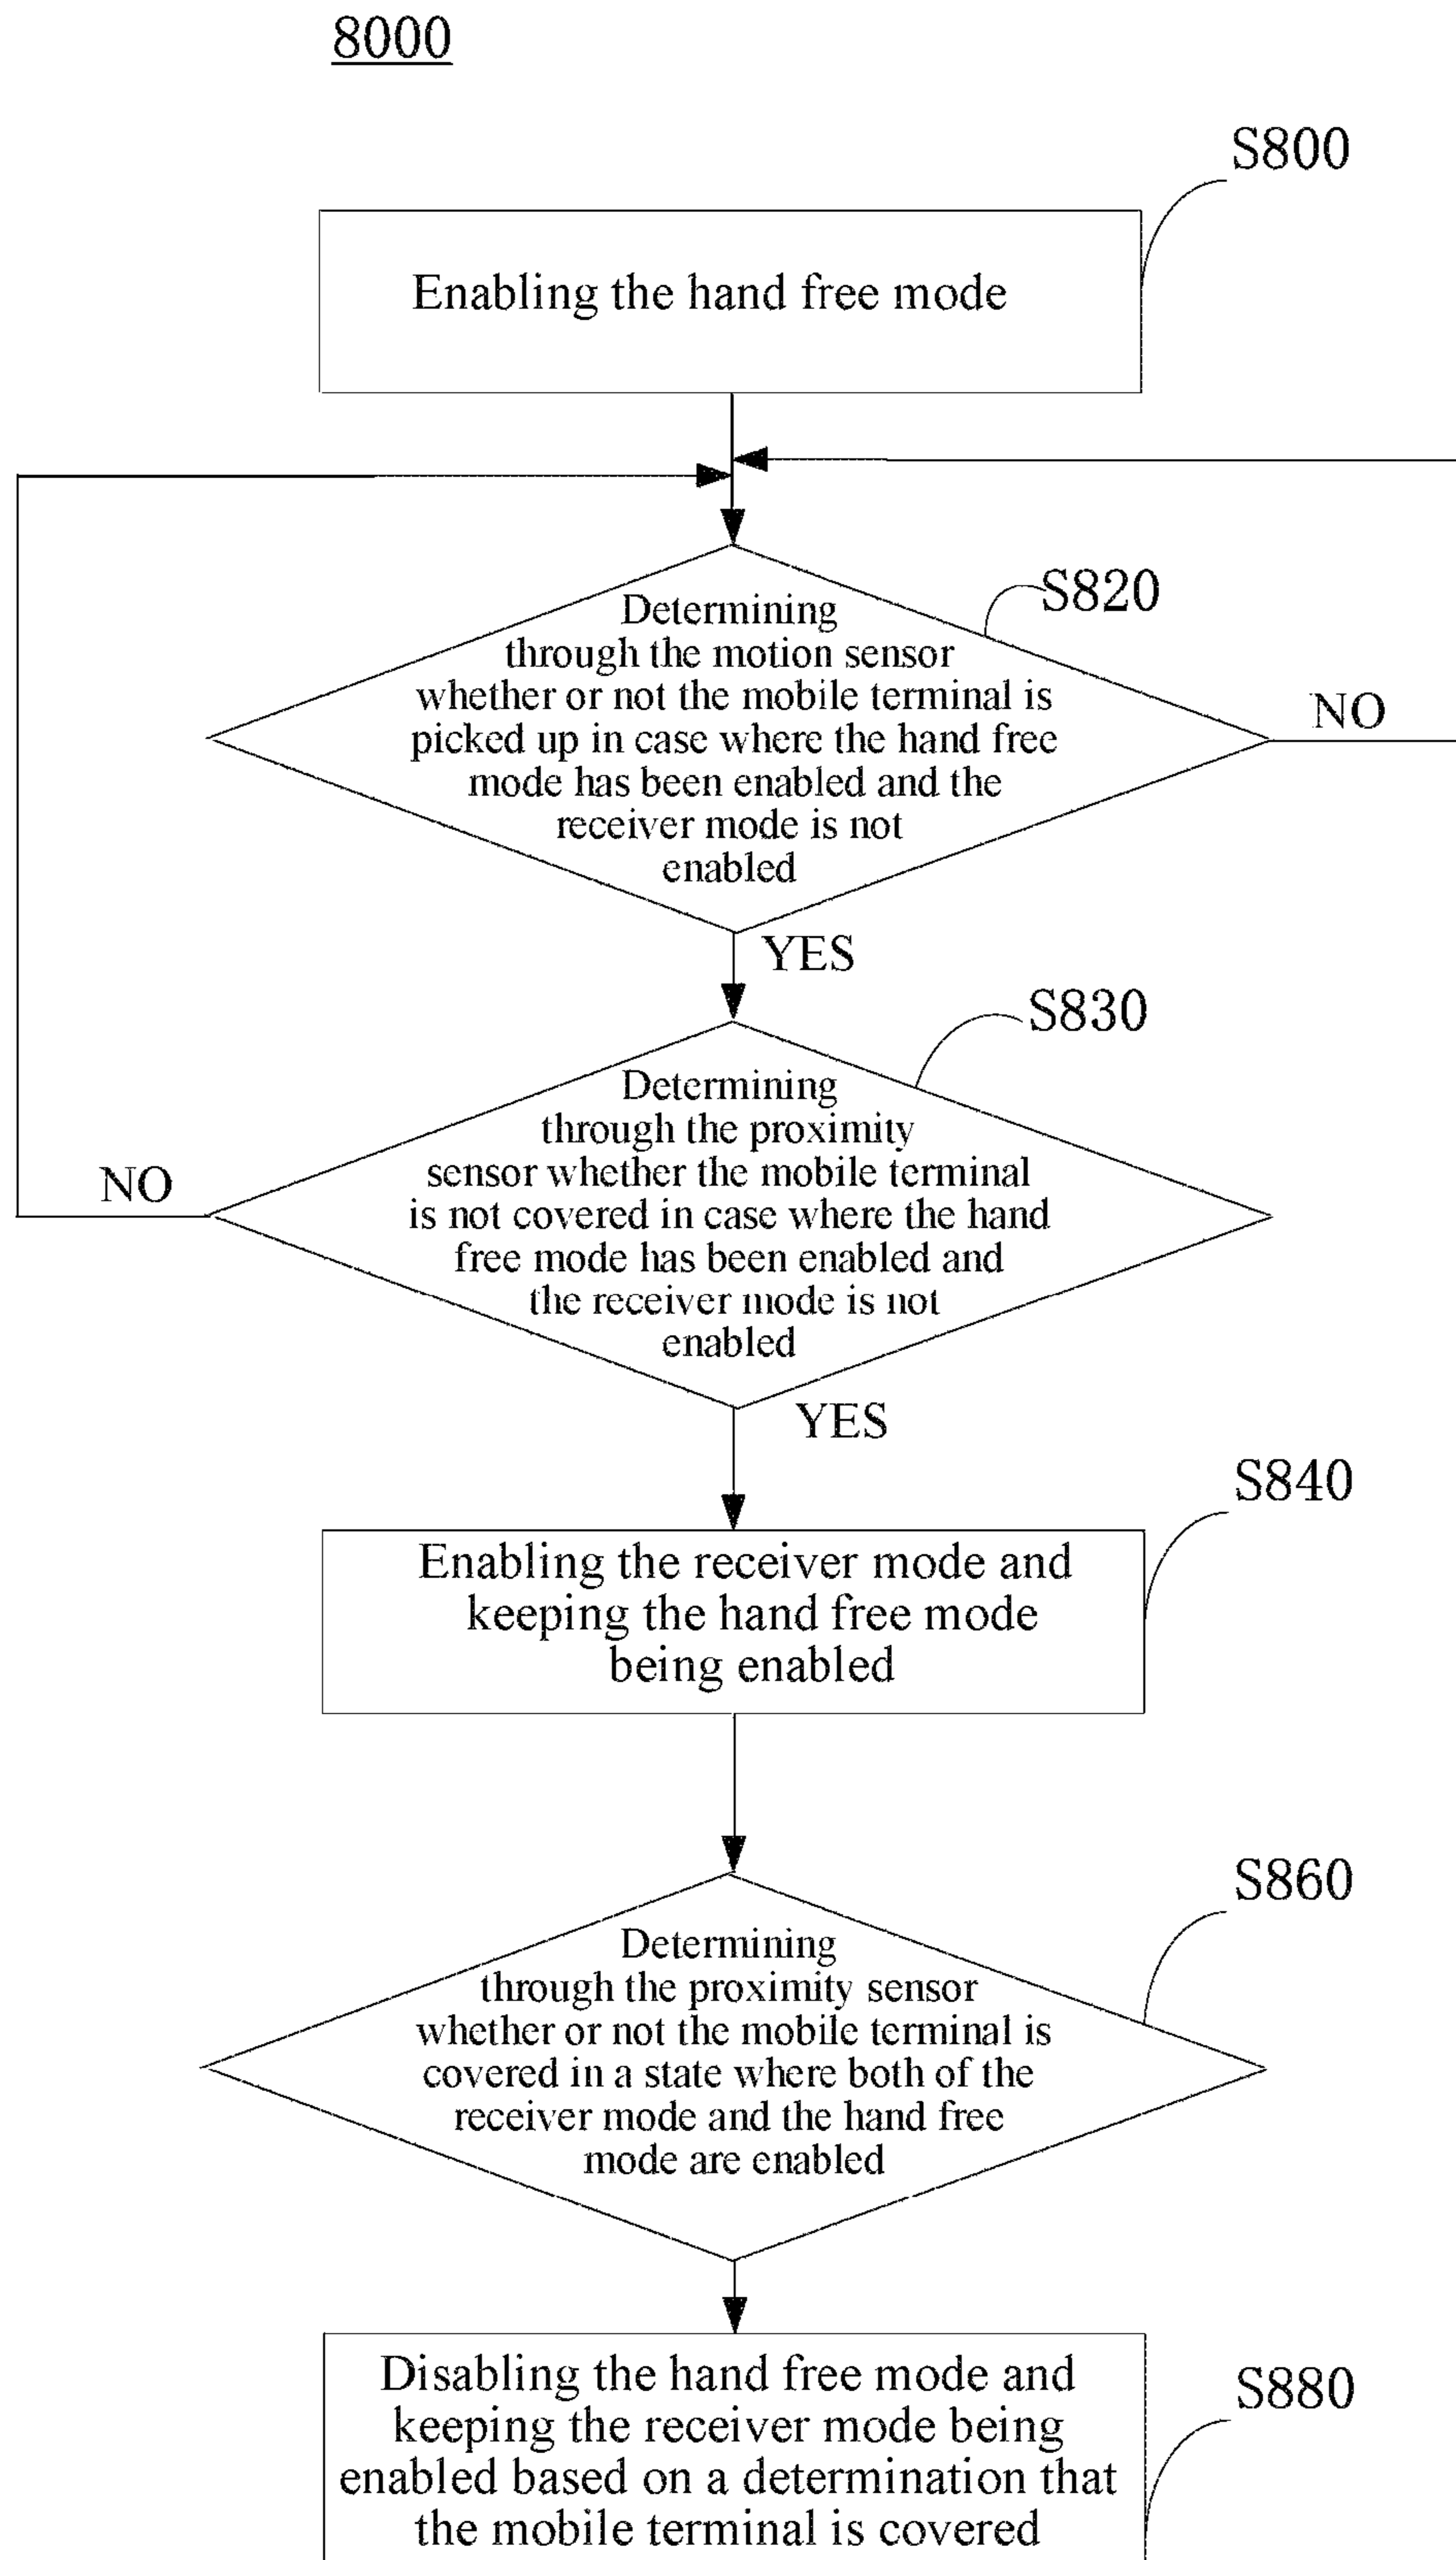 8000
S800
Enabling the hand free mode
S820
Determining
through the motion sensor
whether or not the mobile terminal is
picked up in case where the hand free
mode has been enabled and the
receiver mode is not
enabled
NO
YES
S830
Determining
through the proximity
sensor whether the mobile terminal
is not covered in case where the hand
free mode has been enabled and
the receiver mode is not
enabled
NO
YES
S840
Enabling the receiver mode and
keeping the hand free mode
being enabled
S860
Determining
through the proximity sensor
whether or not the mobile terminal is
covered in a state where both of the
receiver mode and the hand free
mode are enabled
S880
Disabling the hand free mode and
keeping the receiver mode being
enabled based on a determination that
the mobile terminal is covered